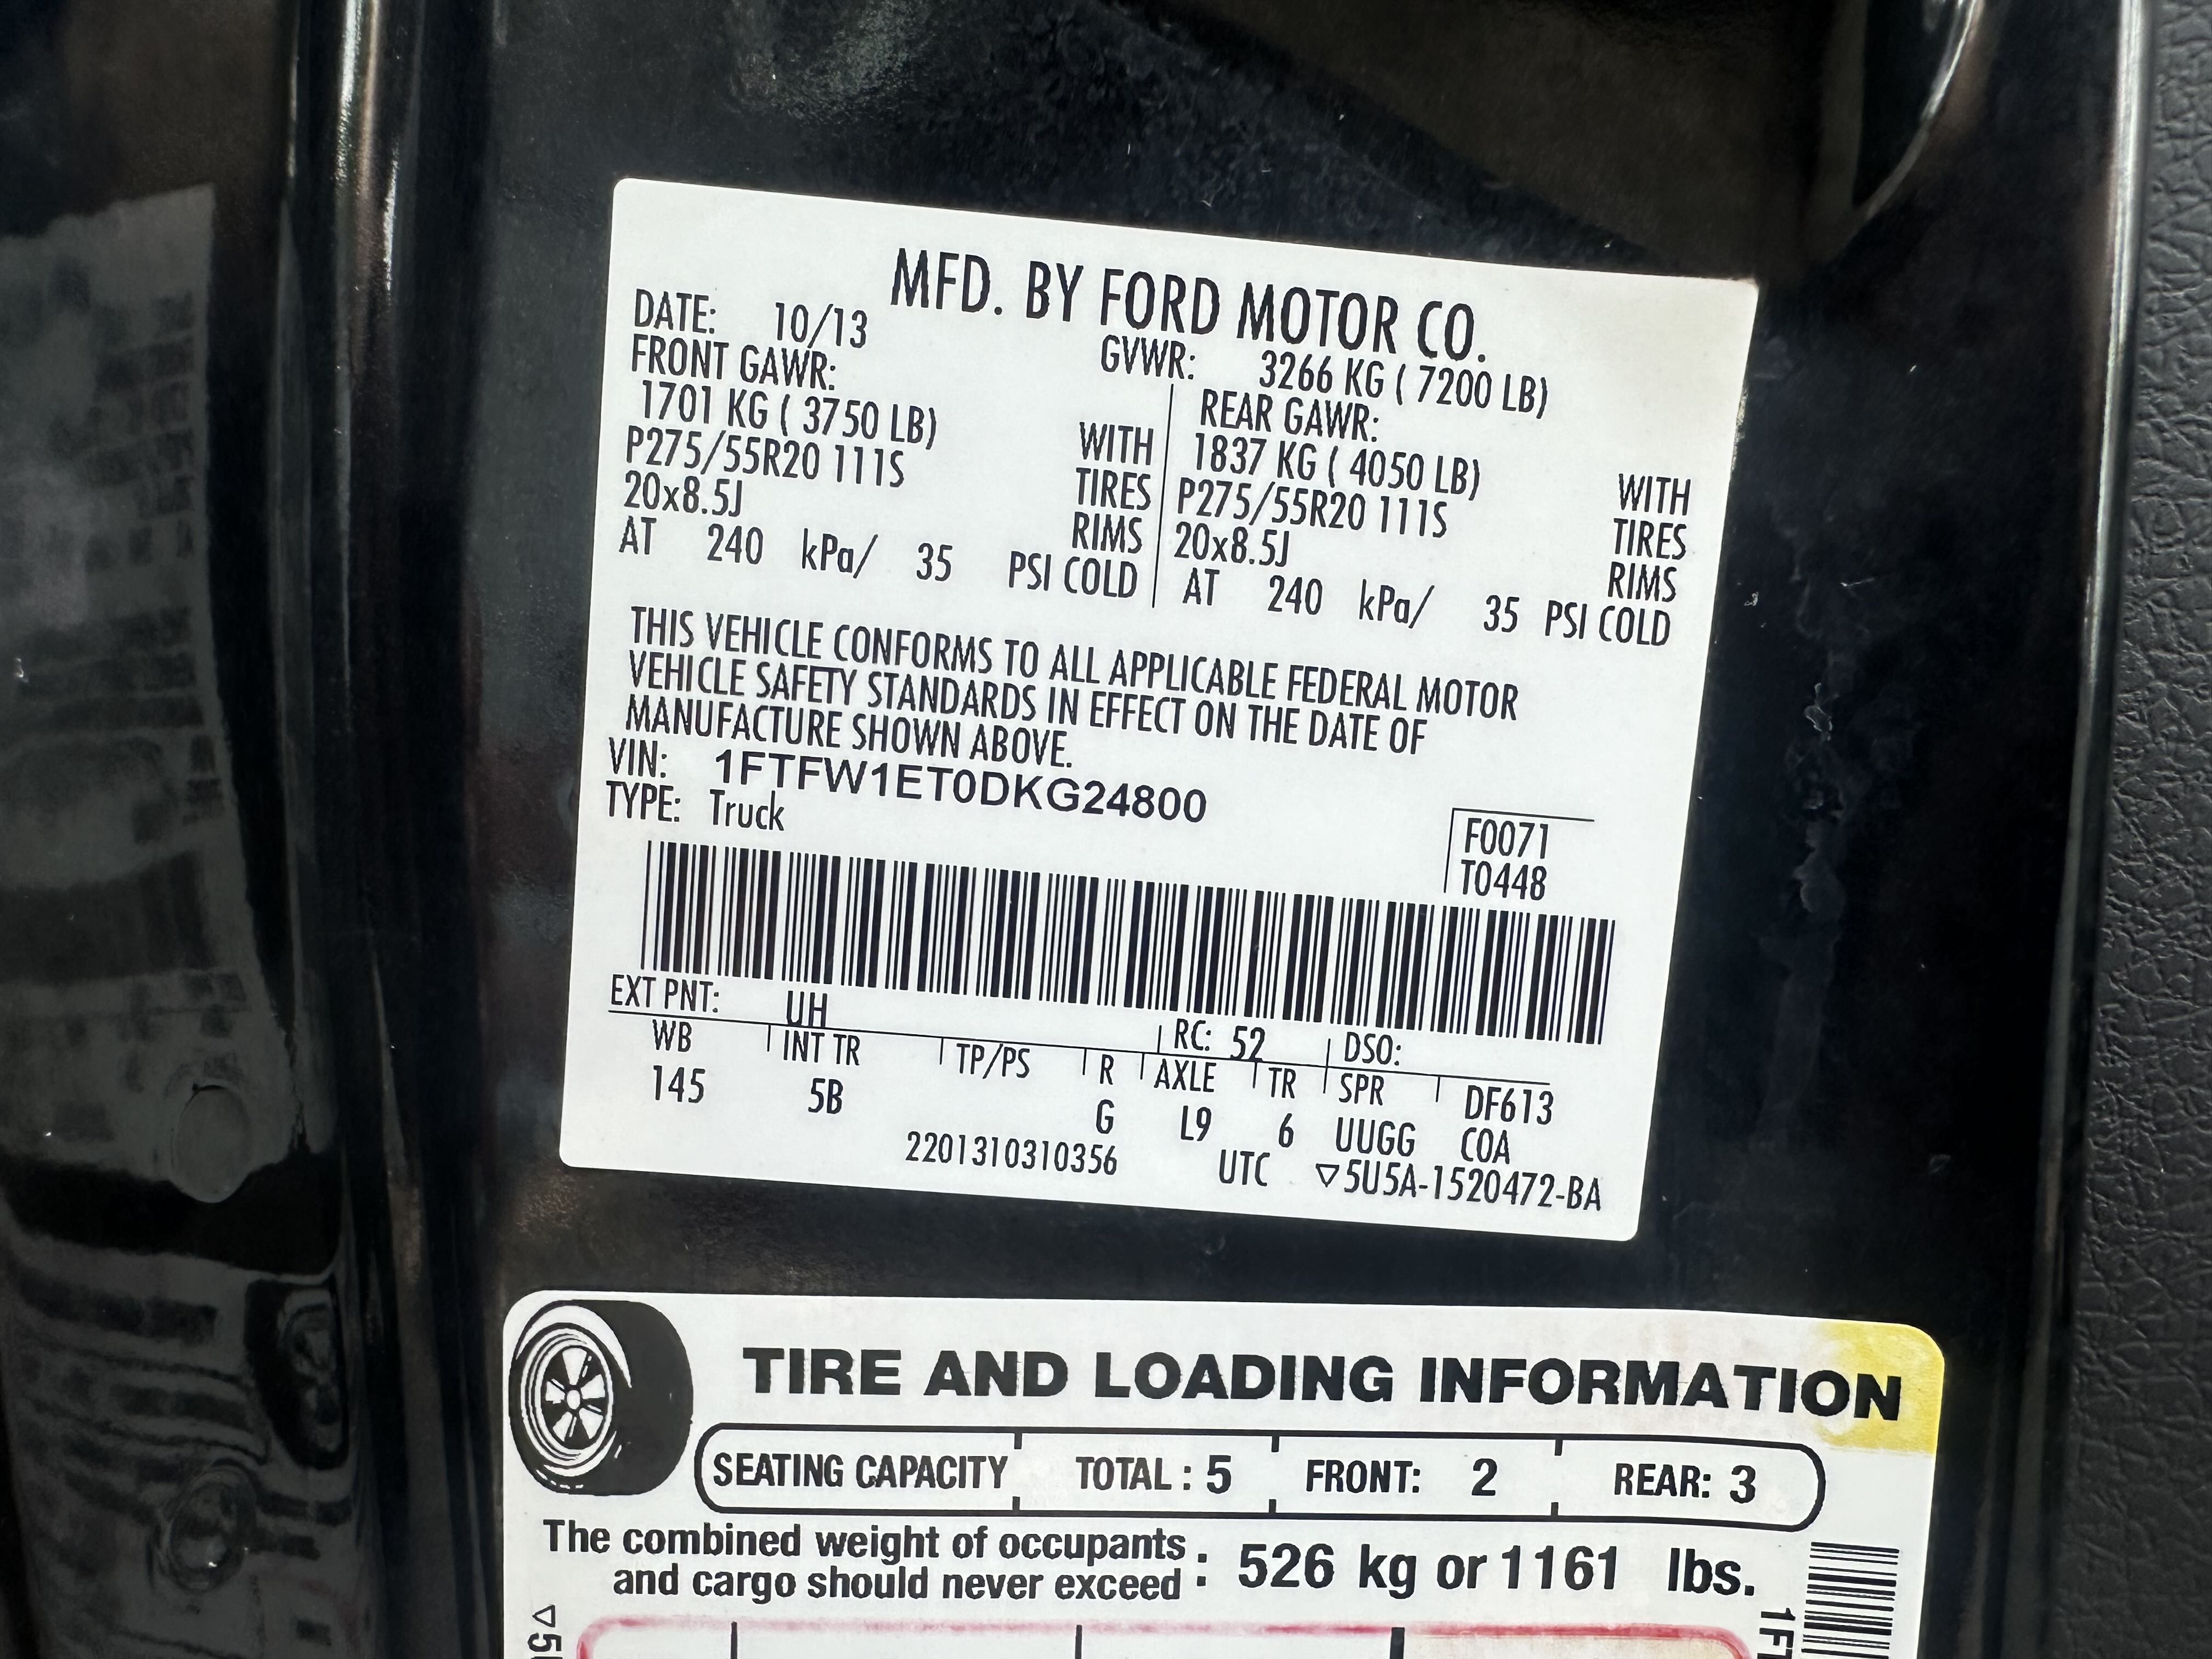 MFD. BY FORD MOTOR CO.
DATE: 10/13 GVWR: 3266 KG ( 7200 LB)
FRONT GAWR: REAR GAWR:
1701 KG ( 3750 LB) WITH 1837 KG ( 4050 LB) WITH
P275/55R20 111S TIRES P275/55R20 111S TIRES
20x8.5J RIMS 20x8.5J RIMS
AT 240 kPa/ 35 PSI COLD AT 240 kPa/ 35 PSI COLD
THIS VEHICLE CONFORMS TO ALL APPLICABLE FEDERAL MOTOR
VEHICLE SAFETY STANDARDS IN EFFECT ON THE DATE OF
MANUFACTURE SHOWN ABOVE.
VIN: 1FTFW1ET0DKG24800
TYPE: Truck
F0071
T0448
EXT PNT: UH RC: 52 DSO:
WB INT TR TP/PS R AXLE TR SPR DF613
145 5B G L9 6 UUGG COA
2201310310356 UTC ▽5U5A-1520472-BA
TIRE AND LOADING INFORMATION
SEATING CAPACITY TOTAL : 5 FRONT: 2 REAR: 3
The combined weight of occupants
and cargo should never exceed : 526 kg or 1161 lbs.